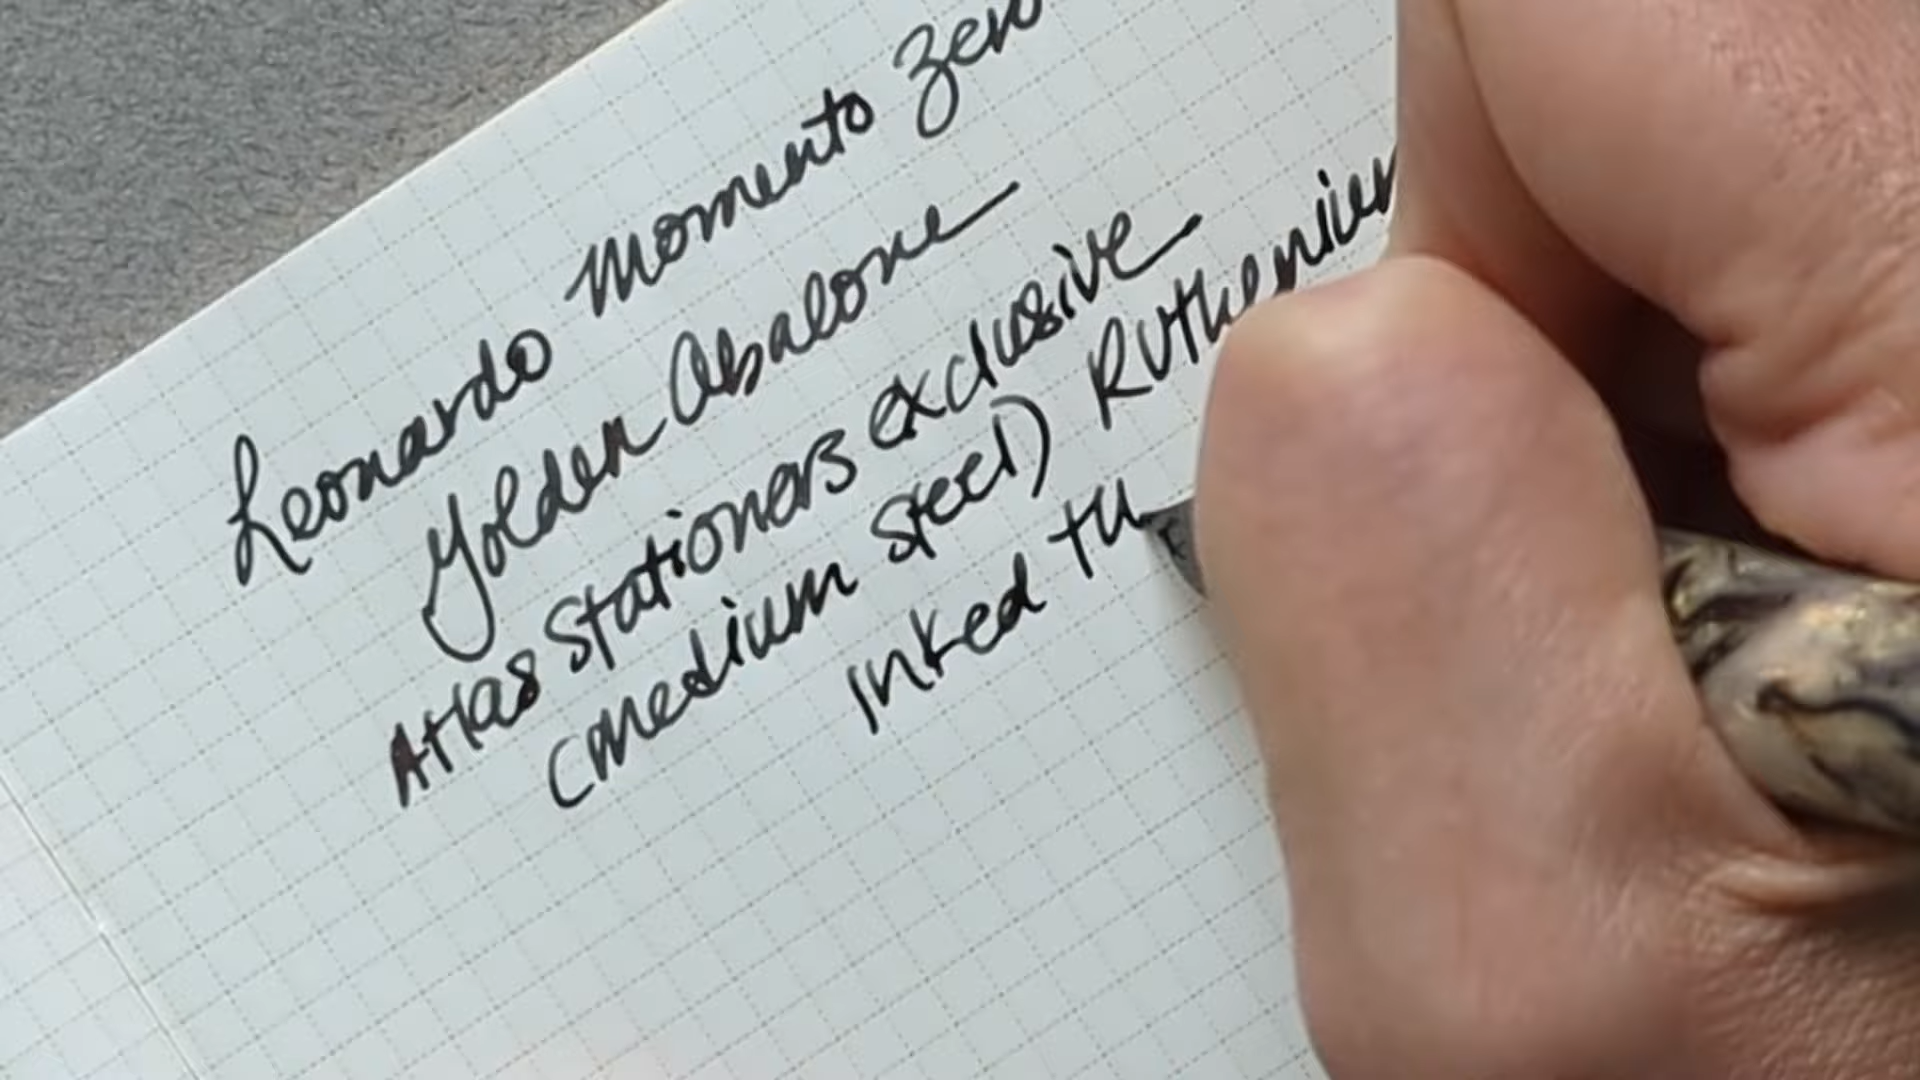 Leonardo Momento Zero
Golden Abalone
Atlas Stationers exclusive
(medium steel) Ruthenium
Inked